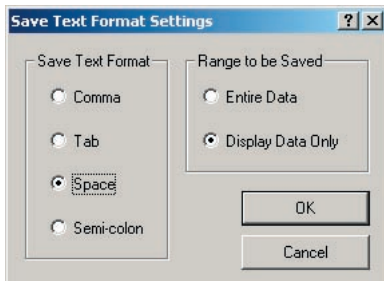 Save Text Format Settings
Save Text Format
Comma
Tab
Space
Semi-colon
Range to be Saved
Entire Data
Display Data Only
OK
Cancel